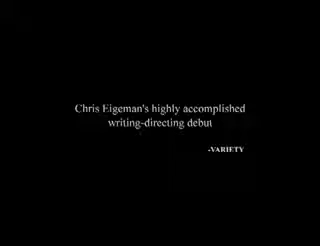 Chris Eigeman's highly accomplished
writing-directing debut
-VARIETY